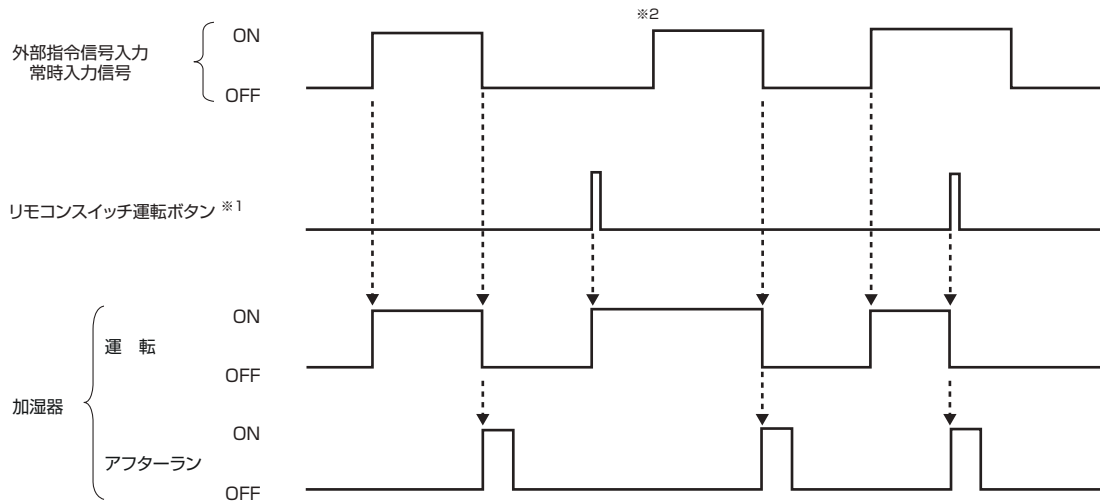 ※2
ON
外部指令信号入力
常時入力信号
OFF
リモコンスイッチ運転ボタン ※1
ON
運　転
OFF
加湿器
ON
アフターラン
OFF